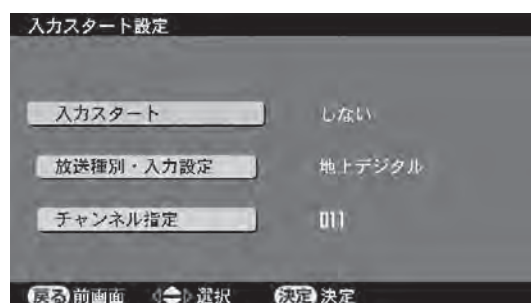 入力スタート設定
入力スタート しない
放送種別・入力設定 地上デジタル
チャンネル指定 011
戻る 前画面 選択 決定 決定